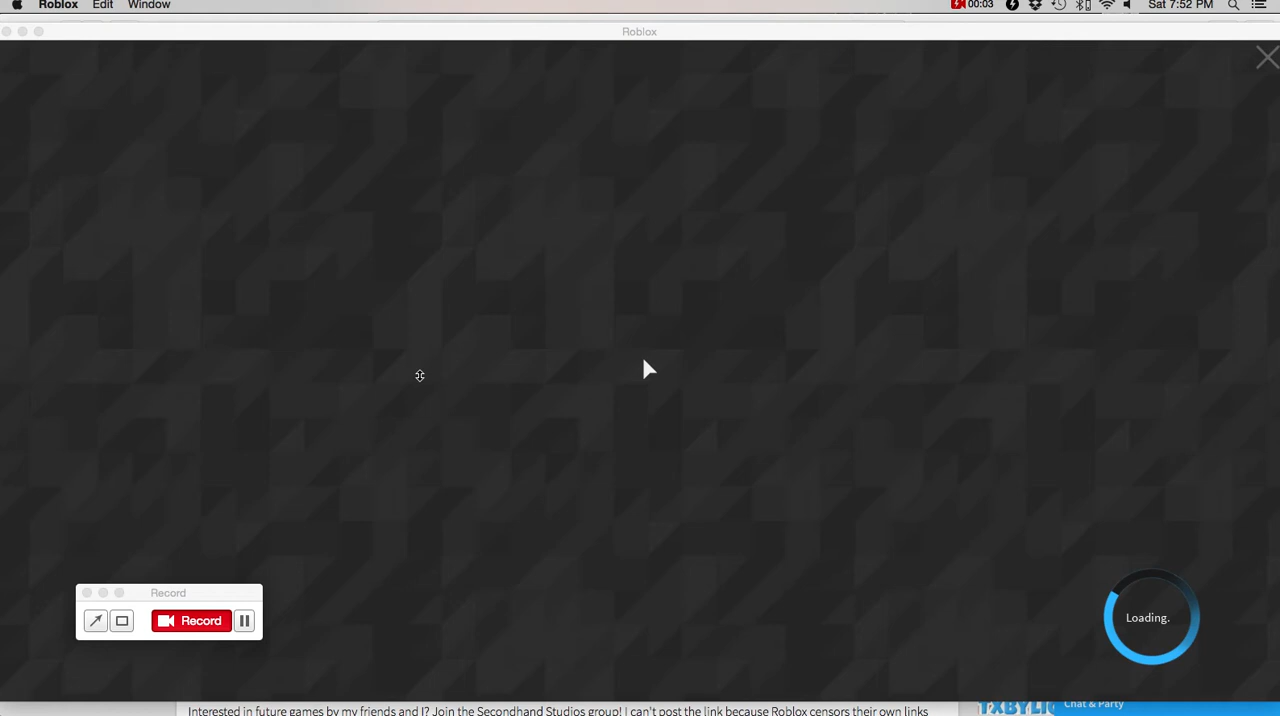 Roblox Edit Window 00:03 Sat 7:52 PM
Roblox
Record
Record
Loading.
Interested in future games by my friends and I? Join the Secondhand Studios group! I can't post the link because Roblox censors their own links
TXBYLI
Chat & Party